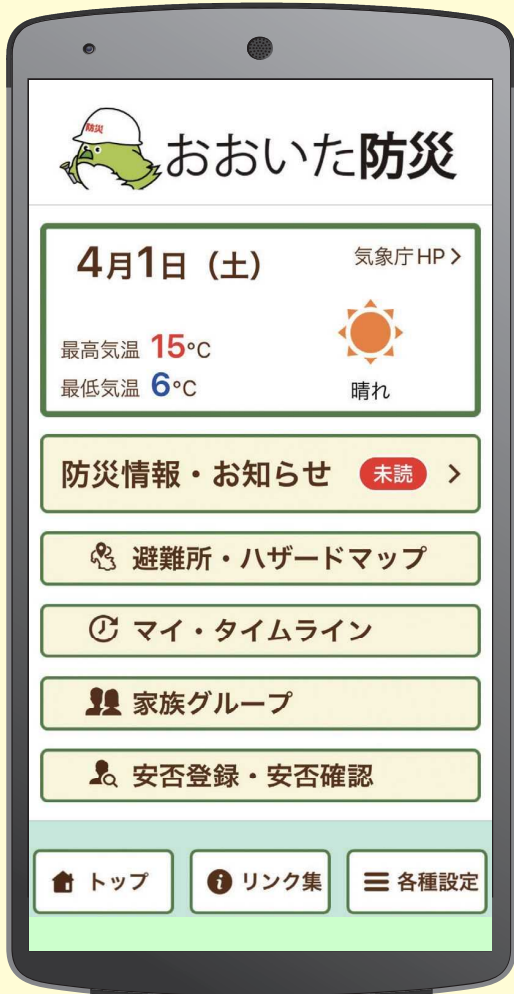 防災
おおいた防災
4月1日（土）
気象庁HP
最高気温 15°C
最低気温 6°C
晴れ
防災情報・お知らせ 未読
避難所・ハザードマップ
マイ・タイムライン
家族グループ
安否登録・安否確認
トップ リンク集 各種設定